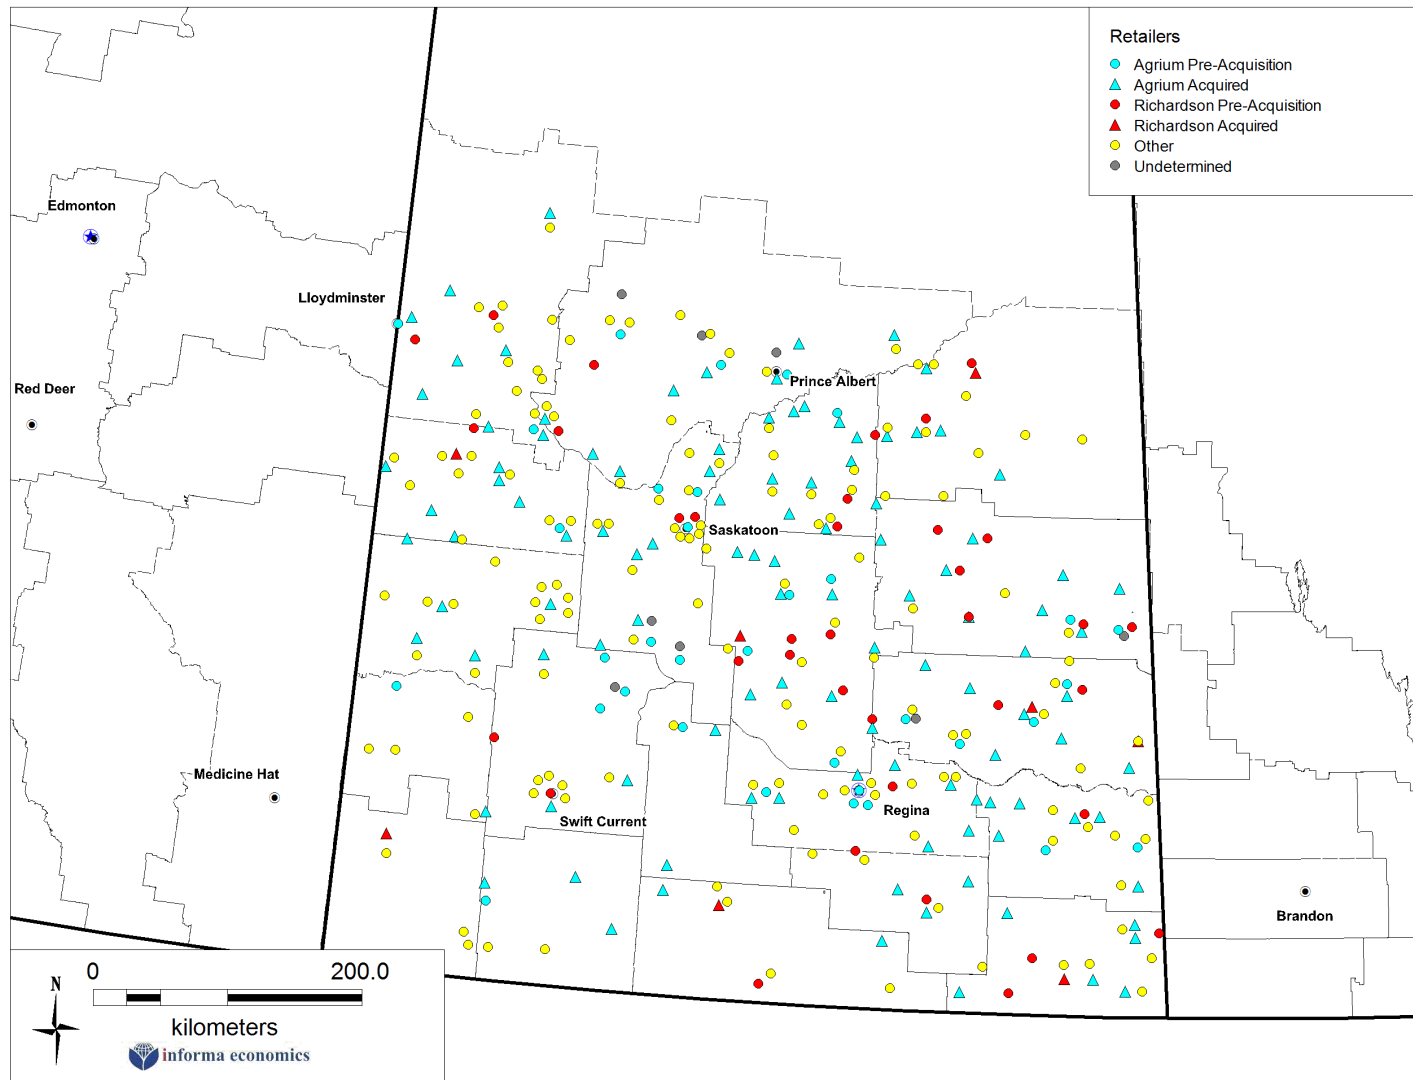 Retailers
Agrium Pre-Acquisition
Agrium Acquired
Richardson Pre-Acquisition
Richardson Acquired
Other
Undetermined
Edmonton
Lloydminster
Red Deer
Prince Albert
Saskatoon
Medicine Hat
Swift Current
Regina
Brandon
N
0 200.0
kilometers
informa economics